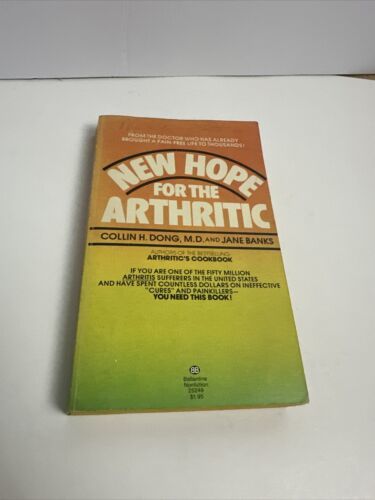 FROM THE DOCTOR WHO HAS ALREADY
BROUGHT A PAIN-FREE LIFE TO THOUSANDS!
NEW HOPE
FOR THE
ARTHRITIC
COLLIN H. DONG, M.D. AND JANE BANKS
AUTHORS OF THE BESTSELLING
ARTHRITIC'S COOKBOOK
IF YOU ARE ONE OF THE FIFTY MILLION
ARTHRITIS SUFFERERS IN THE UNITED STATES
AND HAVE SPENT COUNTLESS DOLLARS ON INEFFECTIVE
"CURES" AND PAINKILLERS—
YOU NEED THIS BOOK!
BB
Ballantine
Nonfiction
25249
$1.95